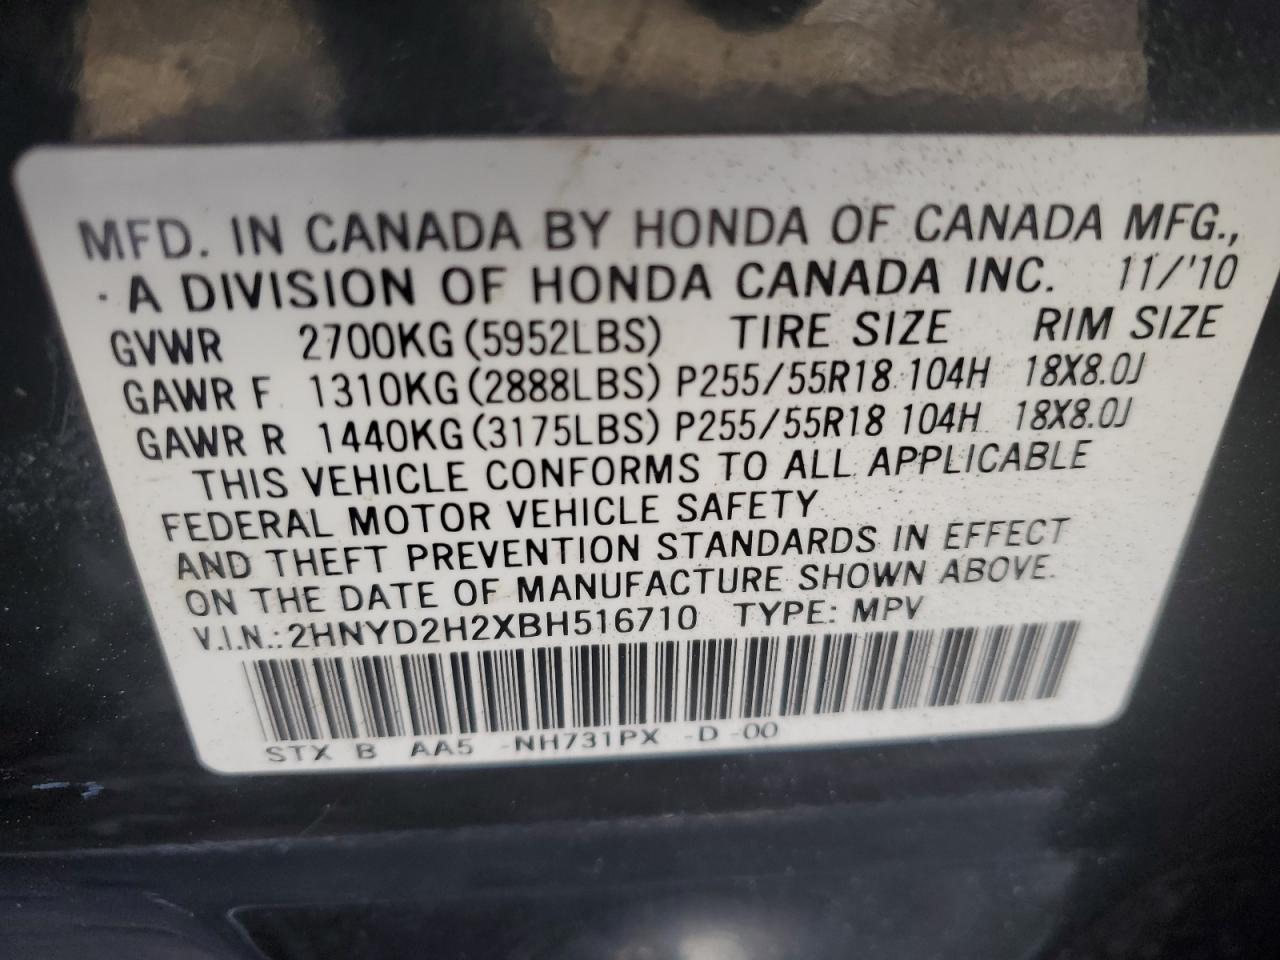 MFD. IN CANADA BY HONDA OF CANADA MFG.,
A DIVISION OF HONDA CANADA INC. 11/'10
GVWR 2700KG (5952LBS) TIRE SIZE RIM SIZE
GAWR F 1310KG (2888LBS) P255/55R18 104H 18X8.0J
GAWR R 1440KG (3175LBS) P255/55R18 104H 18X8.0J
THIS VEHICLE CONFORMS TO ALL APPLICABLE
FEDERAL MOTOR VEHICLE SAFETY
AND THEFT PREVENTION STANDARDS IN EFFECT
ON THE DATE OF MANUFACTURE SHOWN ABOVE.
V.I.N.: 2HNYD2H2XBH516710 TYPE: MPV
STX B AA5 -NH731PX -D -00